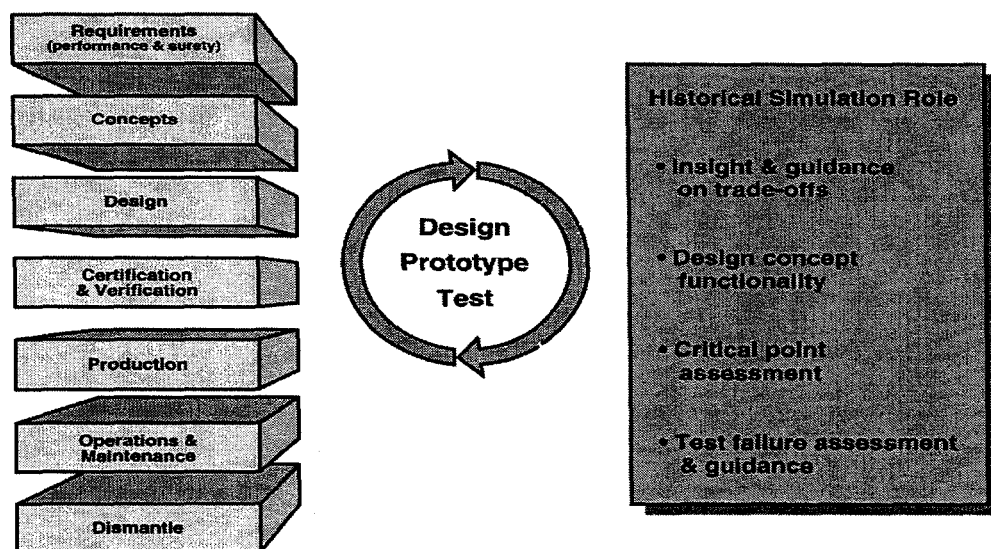 Requirements
(performance & surety)
Concepts
Design
Certification
& Verification
Production
Operations &
Maintenance
Dismantle
Design
Prototype
Test
Historical Simulation Role
• Insight & guidance
on trade-offs
• Design concept
functionality
• Critical point
assessment
• Test failure assessment
& guidance